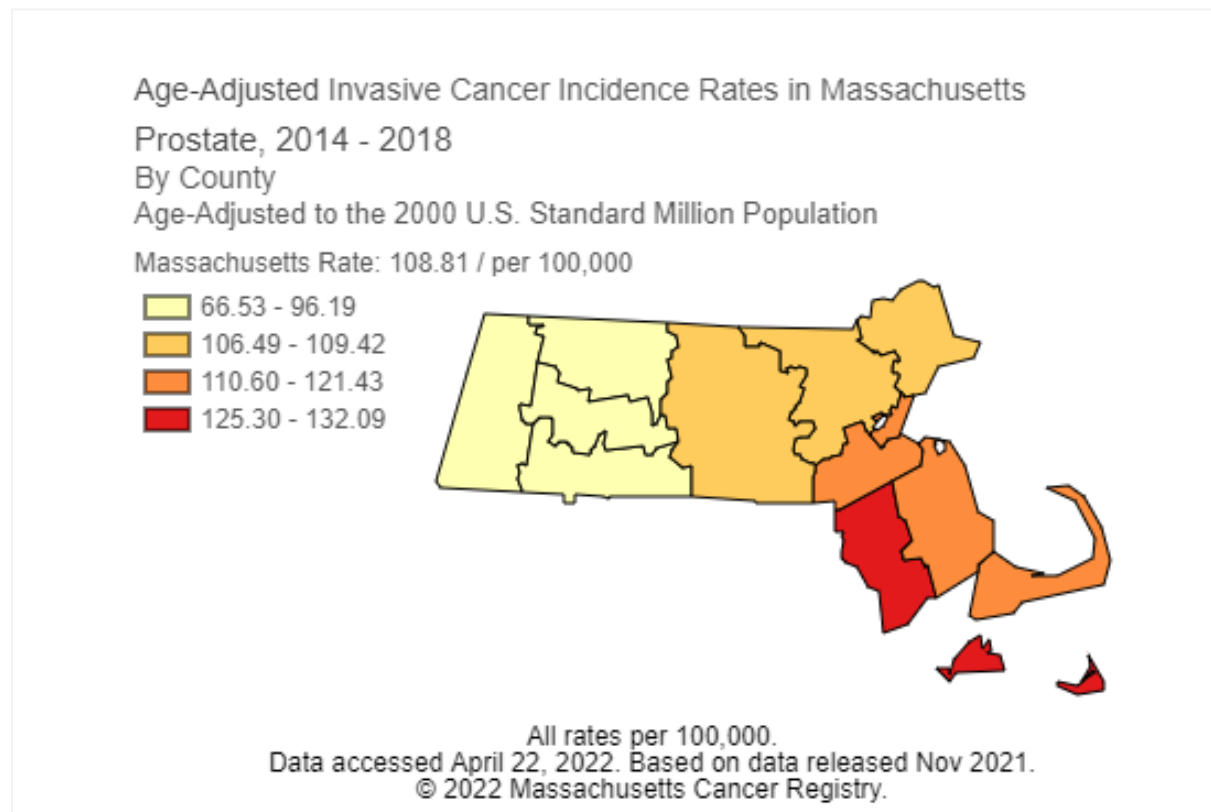 Age-Adjusted Invasive Cancer Incidence Rates in Massachusetts
Prostate, 2014 - 2018
By County
Age-Adjusted to the 2000 U.S. Standard Million Population
Massachusetts Rate: 108.81 / per 100,000
66.53 - 96.19
106.49 - 109.42
110.60 - 121.43
125.30 - 132.09
All rates per 100,000.
Data accessed April 22, 2022. Based on data released Nov 2021.
© 2022 Massachusetts Cancer Registry.